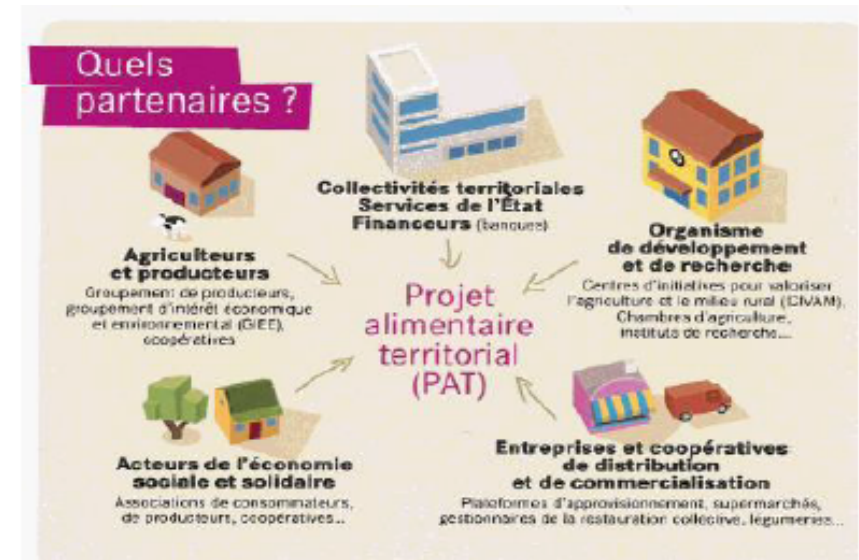 Quels
partenaires ?
Collectivités territoriales
Services de l'État
Financeurs (banques)
Agriculteurs
et producteurs
Groupement de producteurs,
groupement d'intérêt économique
et environnemental (GIEE),
coopératives
Organisme
de développement
et de recherche
Centres d'initiatives pour valoriser
l'agriculture et le milieu rural (CIVAM),
Chambres d'agriculture,
instituts de recherche...
Projet
alimentaire
territorial
(PAT)
Acteurs de l'économie
sociale et solidaire
Associations de consommateurs,
de producteurs, coopératives...
Entreprises et coopératives
de distribution
et de commercialisation
Plateformes d'approvisionnement, supermarchés,
gestionnaires de la restauration collective, légumeries...